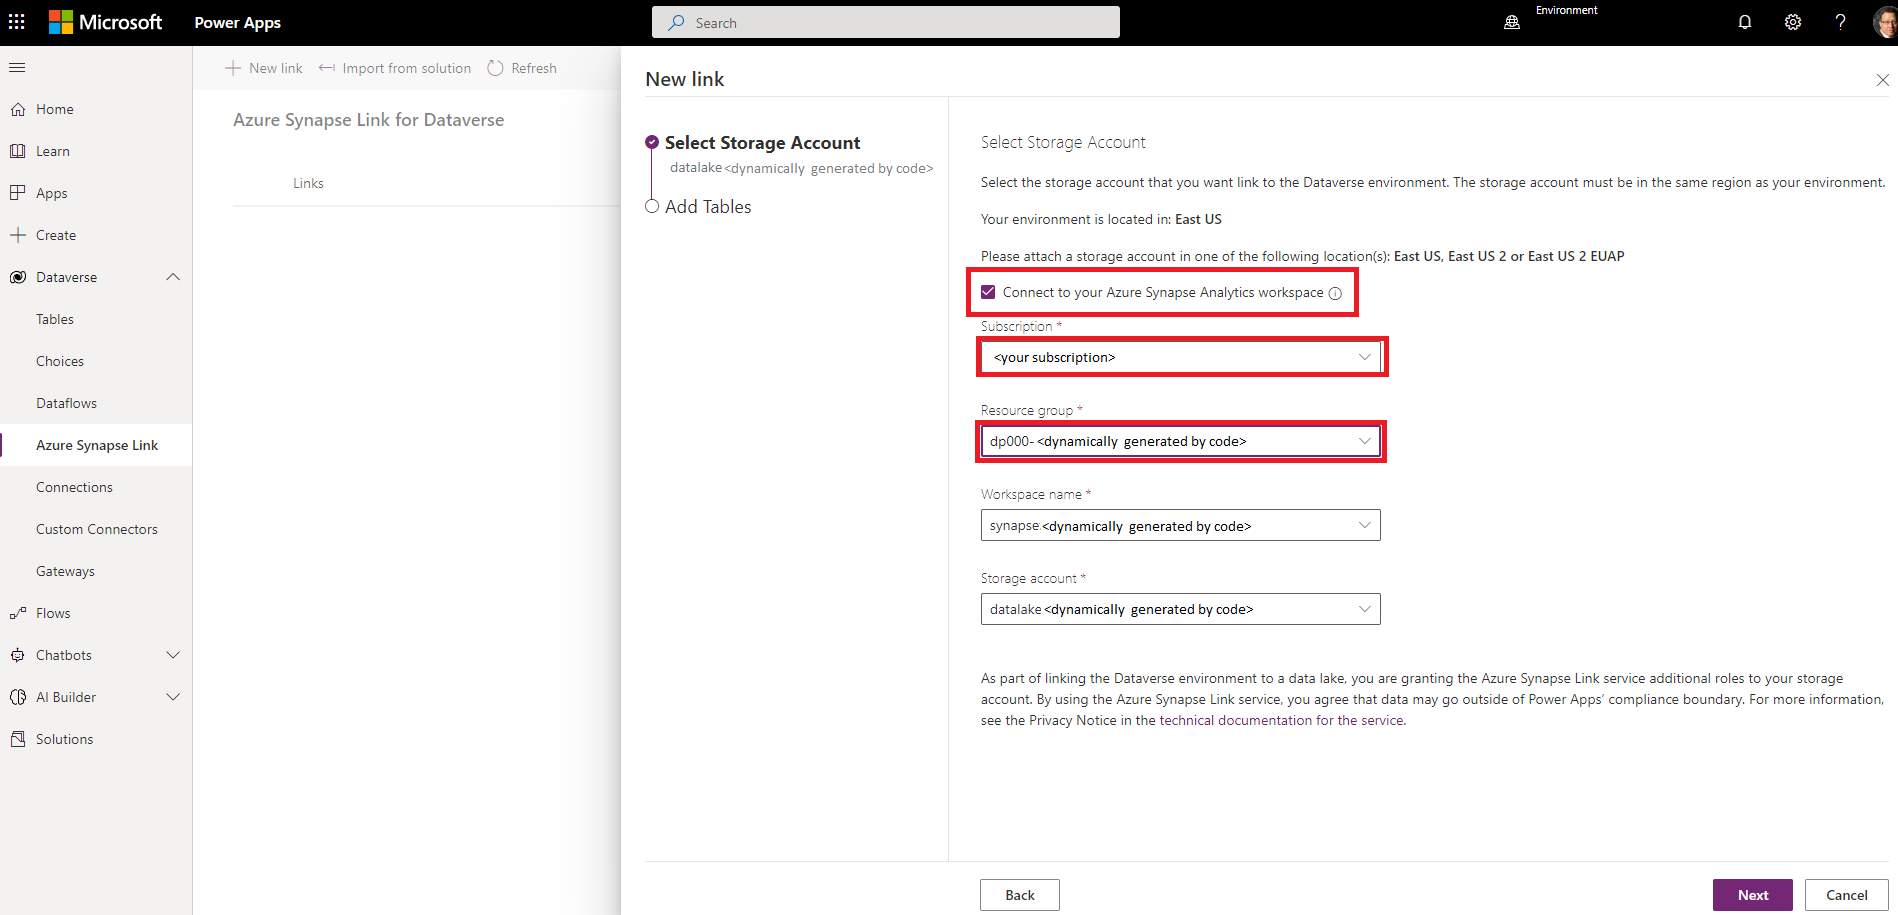 Microsoft
Power Apps
Search
Environment
New link
Import from solution
Refresh
Home
Learn
Apps
Create
Dataverse
Tables
Choices
Dataflows
Azure Synapse Link
Connections
Custom Connectors
Gateways
Flows
Chatbots
AI Builder
Solutions
Azure Synapse Link for Dataverse
Links
New link
Select Storage Account
datalake <dynamically generated by code>
Add Tables
Select Storage Account
Select the storage account that you want link to the Dataverse environment. The storage account must be in the same region as your environment.
Your environment is located in: East US
Please attach a storage account in one of the following location(s): East US, East US 2 or East US 2 EUAP
Connect to your Azure Synapse Analytics workspace
Subscription *
<your subscription>
Resource group *
dp000- <dynamically generated by code>
Workspace name *
synapse <dynamically generated by code>
Storage account *
datalake <dynamically generated by code>
As part of linking the Dataverse environment to a data lake, you are granting the Azure Synapse Link service additional roles to your storage
account. By using the Azure Synapse Link service, you agree that data may go outside of Power Apps’ compliance boundary. For more information,
see the Privacy Notice in the technical documentation for the service.
Back
Next
Cancel